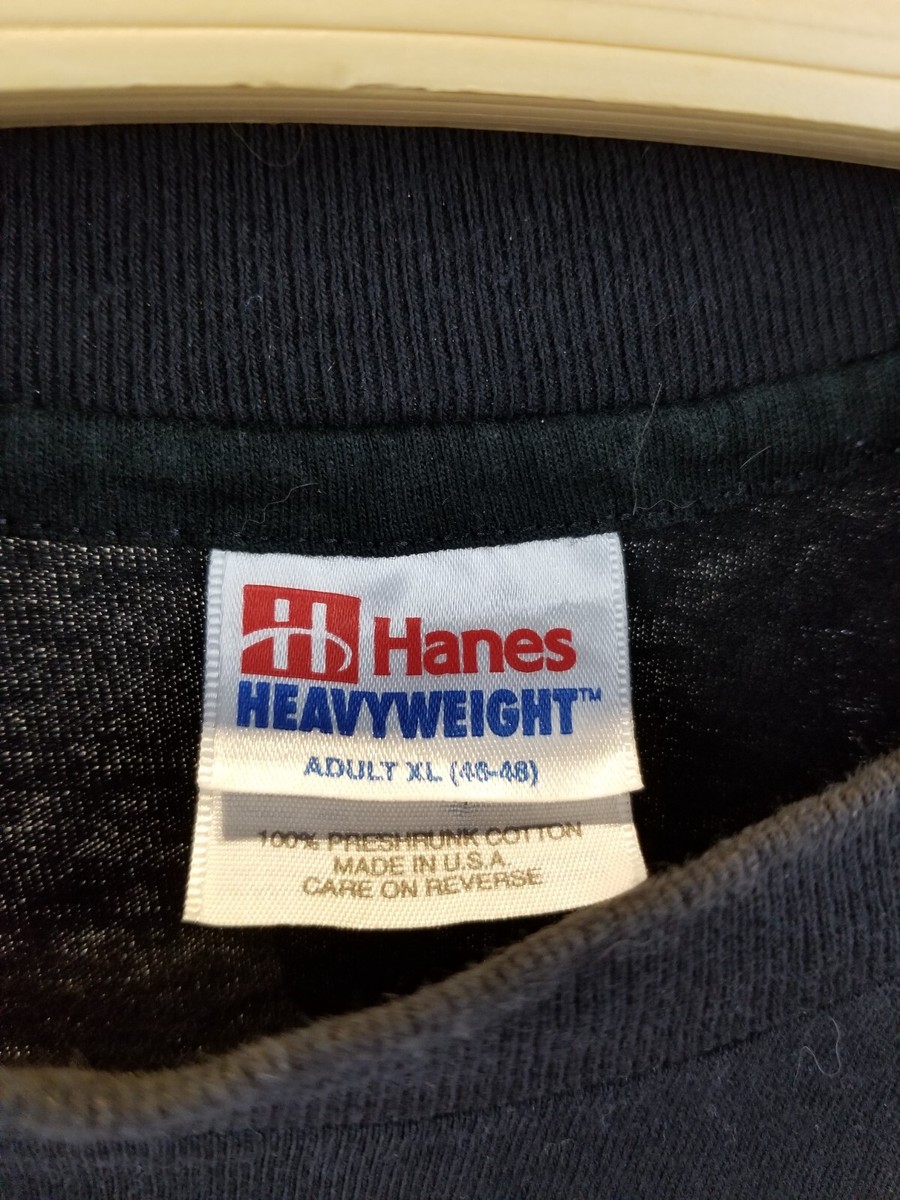 H Hanes
HEAVYWEIGHT™
ADULT XL (46-48)
100% PRESHRUNK COTTON
MADE IN U.S.A.
CARE ON REVERSE